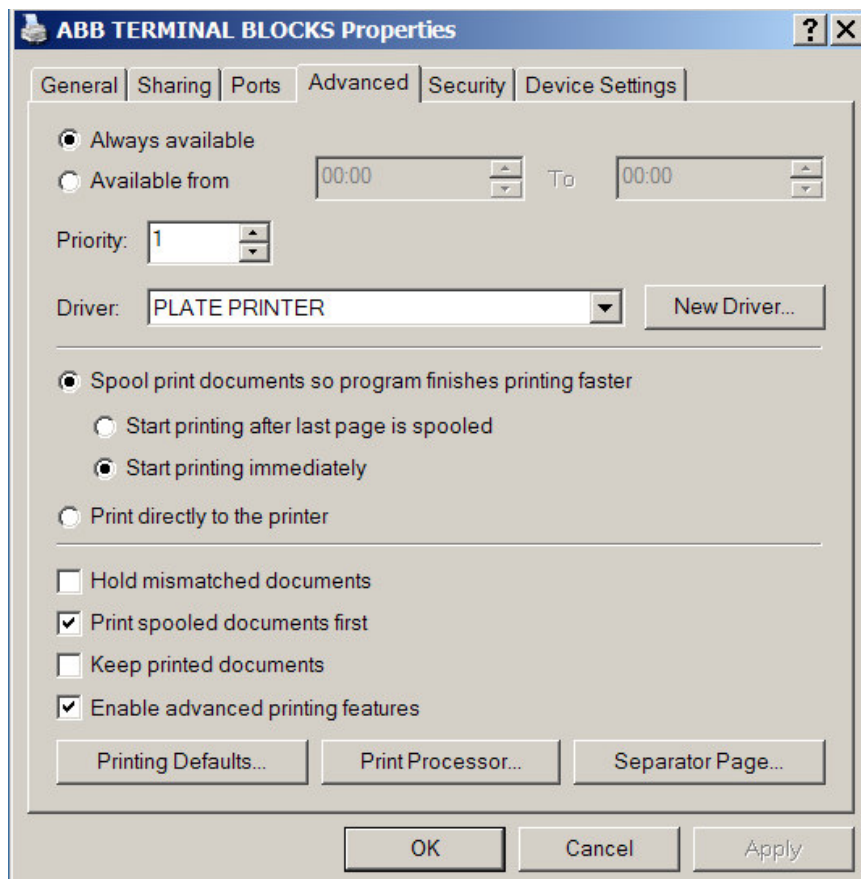 ABB TERMINAL BLOCKS Properties
General Sharing Ports Advanced Security Device Settings
Always available
Available from 00:00 To 00:00
Priority: 1
Driver: PLATE PRINTER New Driver...
Spool print documents so program finishes printing faster
Start printing after last page is spooled
Start printing immediately
Print directly to the printer
Hold mismatched documents
Print spooled documents first
Keep printed documents
Enable advanced printing features
Printing Defaults... Print Processor... Separator Page...
OK Cancel Apply